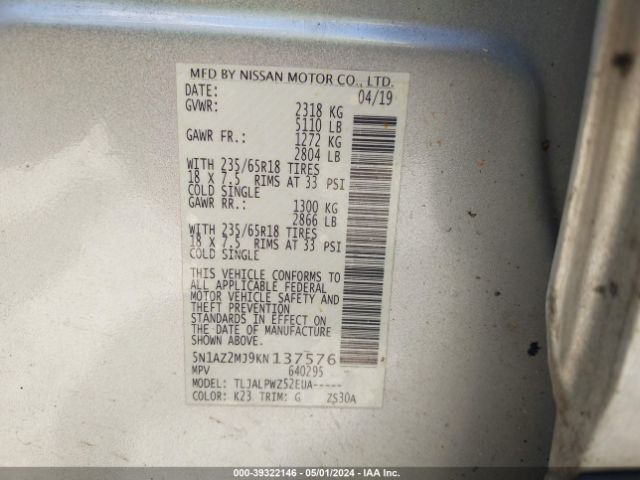 MFD BY NISSAN MOTOR CO., LTD.
DATE: 04/19
GVWR: 2318 KG
5110 LB
GAWR FR.: 1272 KG
2804 LB
WITH 235/65R18 TIRES
18 X 7.5 RIMS AT 33 PSI
COLD SINGLE
GAWR RR.: 1300 KG
2866 LB
WITH 235/65R18 TIRES
18 X 7.5 RIMS AT 33 PSI
COLD SINGLE
THIS VEHICLE CONFORMS TO
ALL APPLICABLE FEDERAL
MOTOR VEHICLE SAFETY AND
THEFT PREVENTION
STANDARDS IN EFFECT ON
THE DATE OF MANUFACTURE
SHOWN ABOVE.
5N1AZ2MJ9KN137576
MPV 640295
MODEL: TLJALPWZ52EUA-----
COLOR: K23 TRIM: G ZS30A
000-39322146 - 05/01/2024 - IAA Inc.